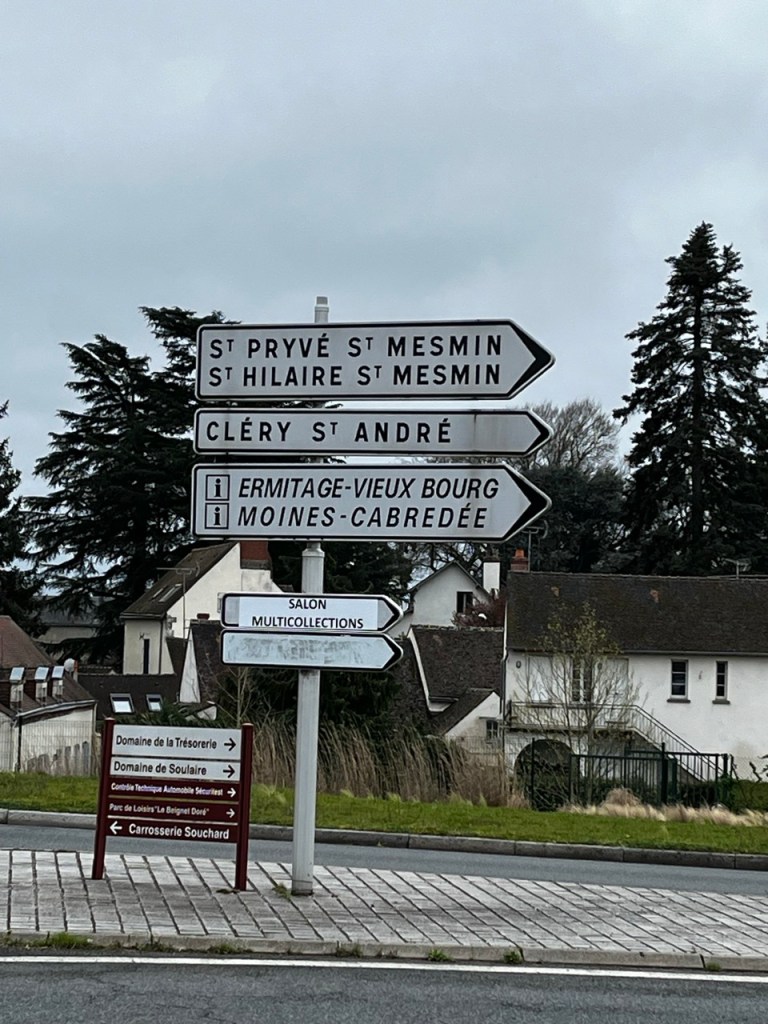 Sᵀ PRYVÉ Sᵀ MESMIN
Sᵀ HILAIRE Sᵀ MESMIN
CLÉRY Sᵀ ANDRÉ
i ERMITAGE-VIEUX BOURG
i MOINES-CABREDÉE
SALON
MULTICOLLECTIONS
Domaine de la Trésorerie →
Domaine de Soulaire →
Contrôle Technique Automobile Sécuritest →
Parc de Loisirs "Le Beignet Doré" →
← Carrosserie Souchard